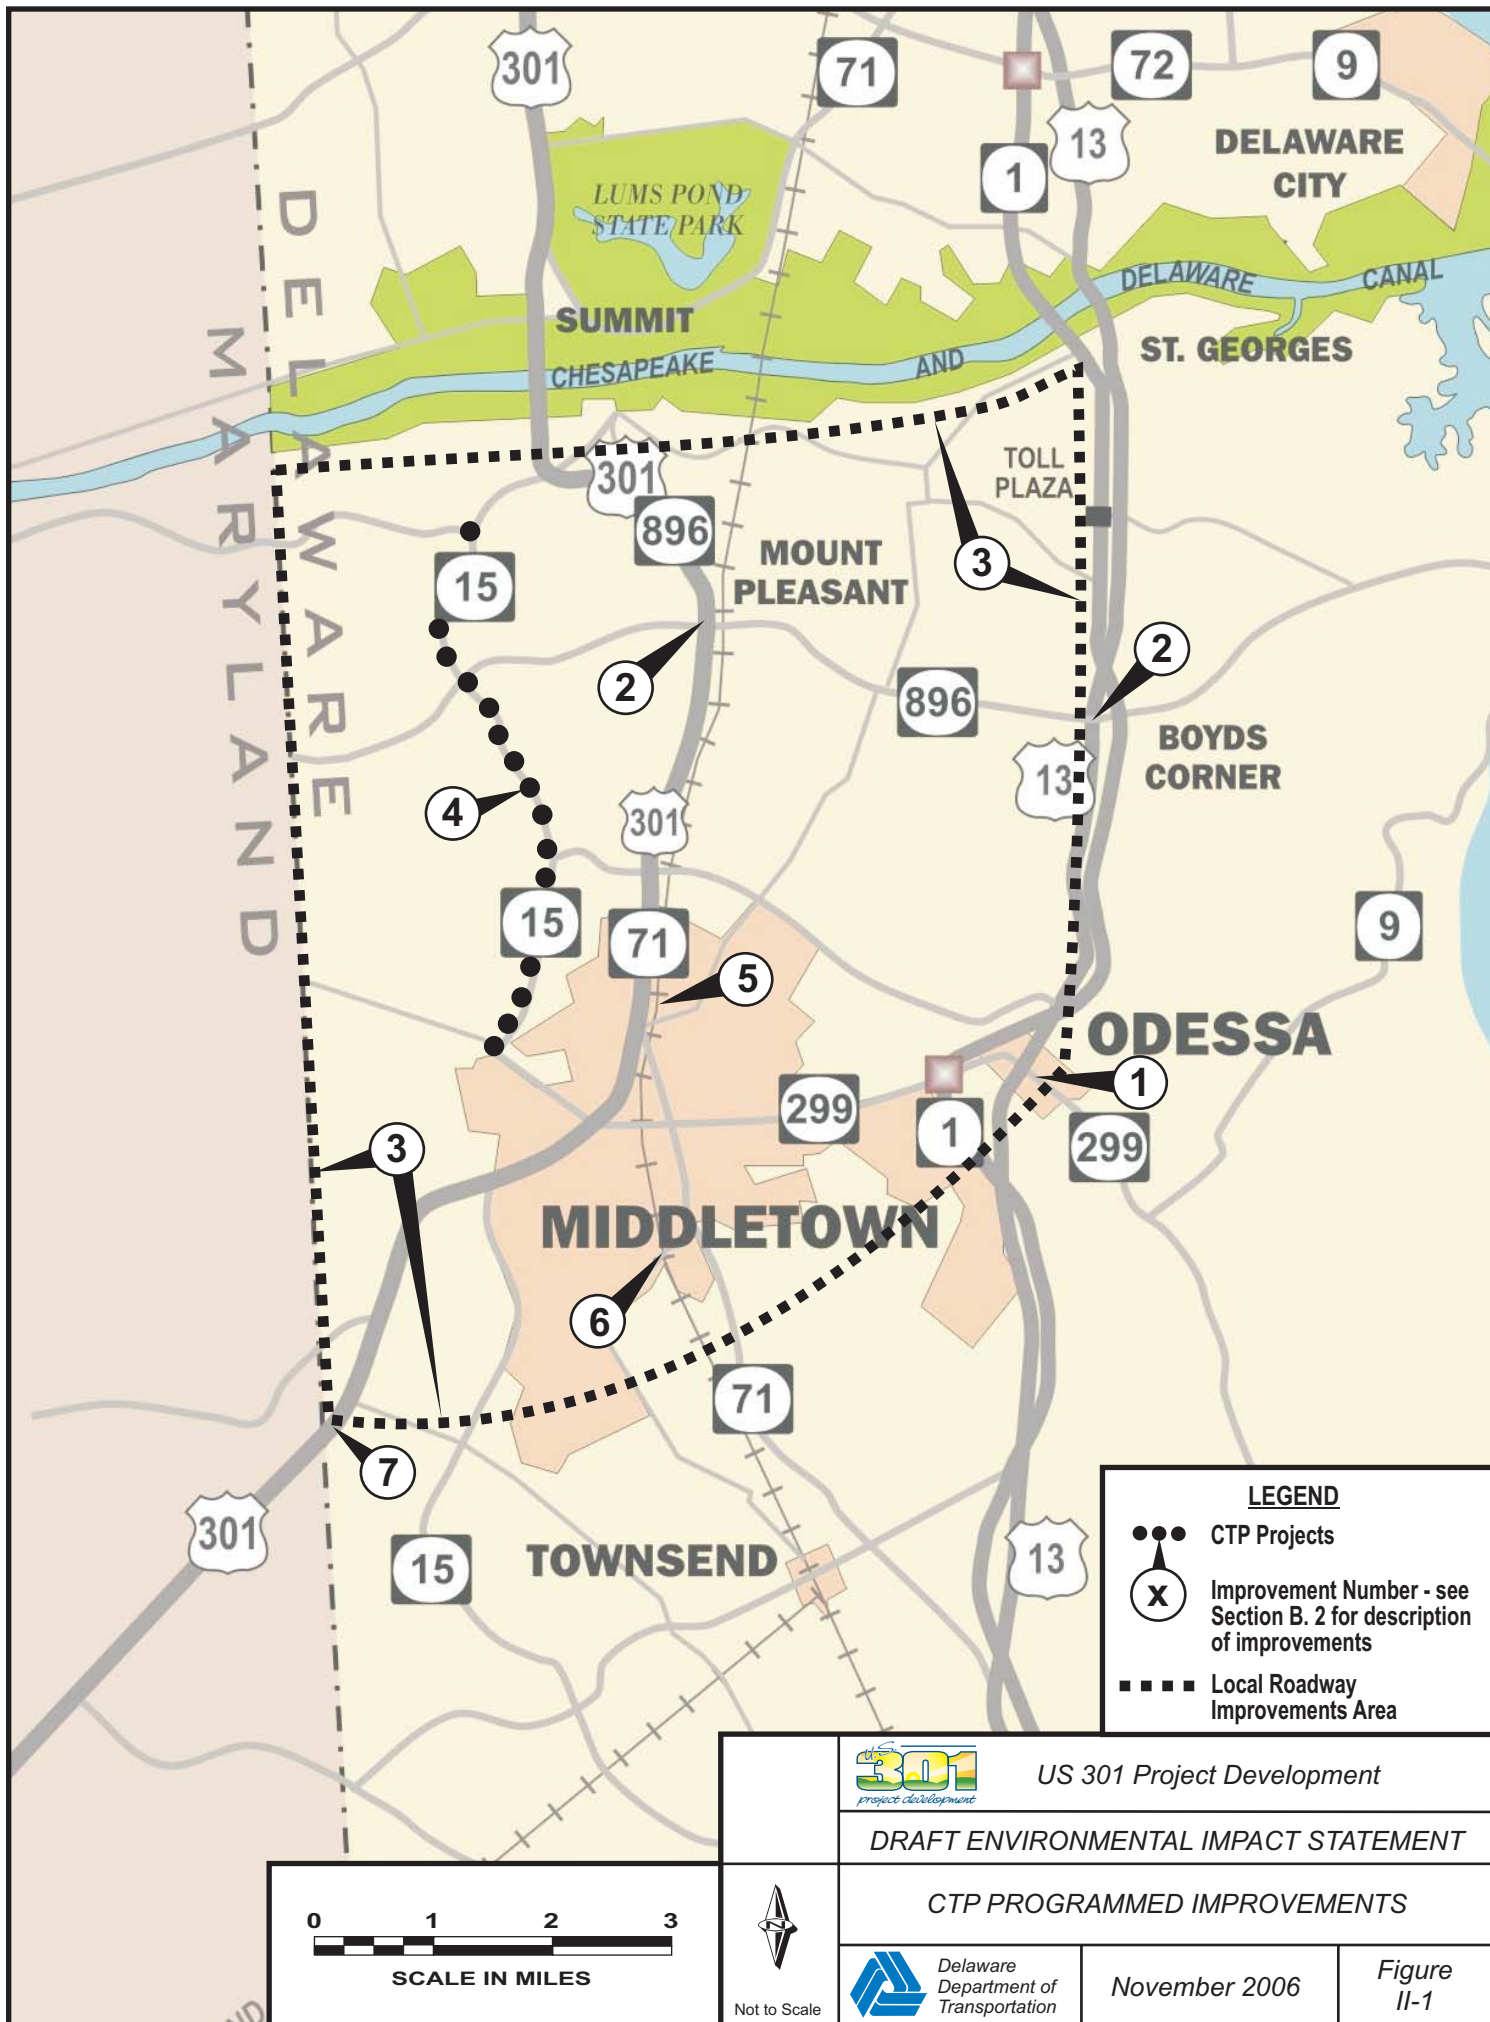 301
71
72
9
13
1
DELAWARE
CITY
LUMS POND
STATE PARK
DELAWARE
MARYLAND
SUMMIT
CHESAPEAKE
AND
DELAWARE
CANAL
ST. GEORGES
TOLL
PLAZA
301
896
15
MOUNT
PLEASANT
3
2
2
896
BOYDS
CORNER
13
4
301
15
71
9
5
ODESSA
1
299
1
299
3
MIDDLETOWN
6
71
7
301
15
TOWNSEND
13
LEGEND
CTP Projects
X
Improvement Number - see
Section B. 2 for description
of improvements
Local Roadway
Improvements Area
U.S.
301
project development
US 301 Project Development
DRAFT ENVIRONMENTAL IMPACT STATEMENT
CTP PROGRAMMED IMPROVEMENTS
0 1 2 3
SCALE IN MILES
N
Not to Scale
Delaware
Department of
Transportation
November 2006
Figure
II-1